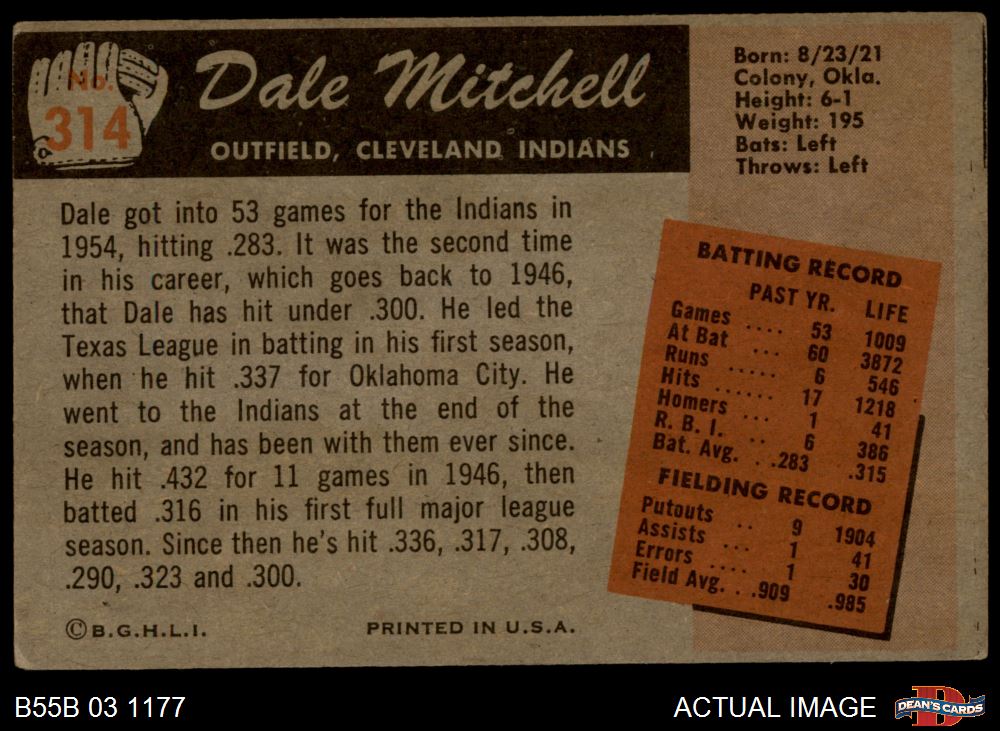 No.
314
Dale Mitchell
OUTFIELD, CLEVELAND INDIANS
Born: 8/23/21
Colony, Okla.
Height: 6-1
Weight: 195
Bats: Left
Throws: Left
Dale got into 53 games for the Indians in
1954, hitting .283. It was the second time
in his career, which goes back to 1946,
that Dale has hit under .300. He led the
Texas League in batting in his first season,
when he hit .337 for Oklahoma City. He
went to the Indians at the end of the
season, and has been with them ever since.
He hit .432 for 11 games in 1946, then
batted .316 in his first full major league
season. Since then he's hit .336, .317, .308,
.290, .323 and .300.
BATTING RECORD
PAST YR. LIFE
Games .... 53 1009
At Bat ... 60 3872
Runs 6 546
Hits ..... 17 1218
Homers ... 1 41
R. B. I. .. 6 386
Bat. Avg. . .283 .315
FIELDING RECORD
Putouts .. 9 1904
Assists ... 1 41
Errors .... 1 30
Field Avg. . .909 .985
© B.G.H.L.I. PRINTED IN U.S.A.
B55B 03 1177 ACTUAL IMAGE
D
DEAN'S CARDS